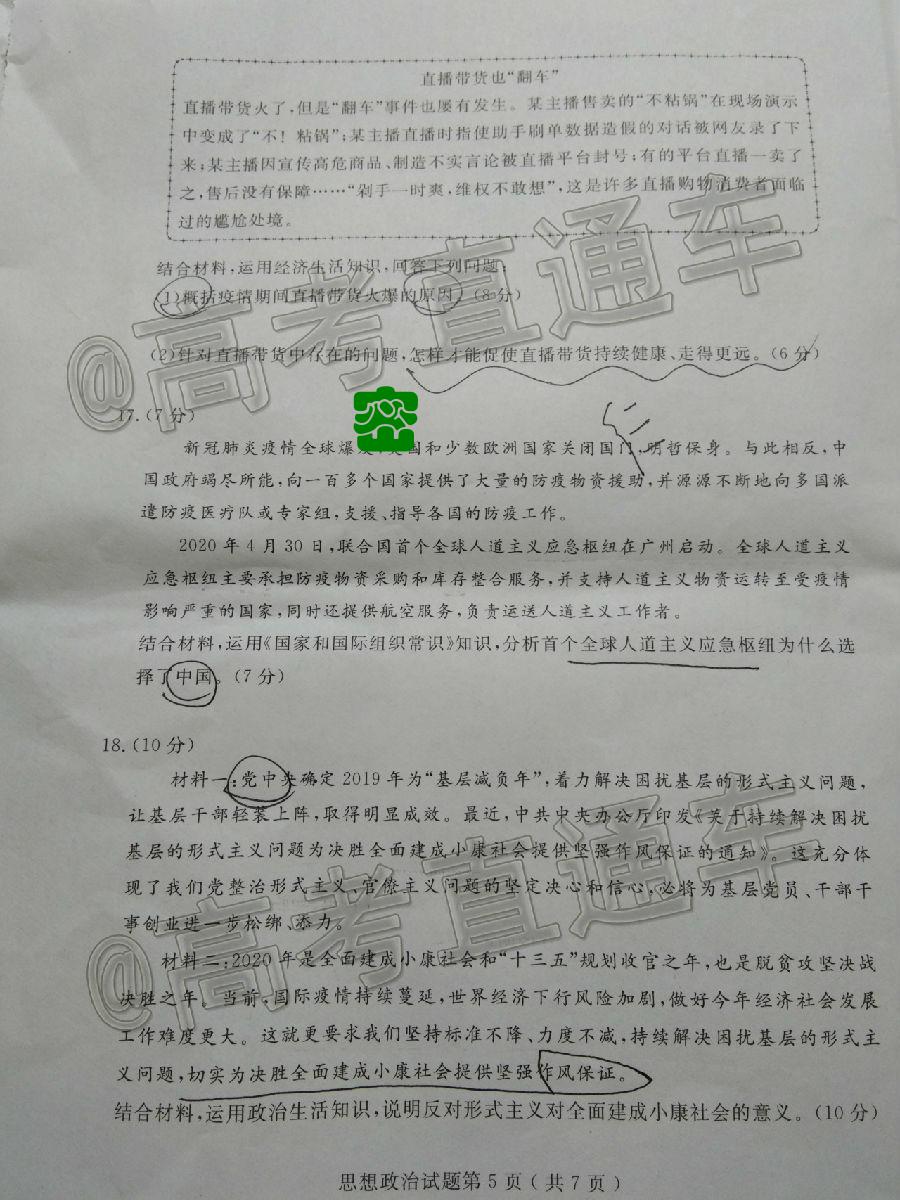 直播带货也“翻车”
直播带货火了,但是“翻车”事件也屡有发生。某主播售卖的“不粘锅”在现场演示
中变成了“不！粘锅”;某主播直播时指使助手刷单数据造假的对话被网友录了下
来;某主播因宣传高危商品、制造不实言论被直播平台封号;有的平台直播一卖了
之,售后没有保障……“剁手一时爽,维权不敢想”,这是许多直播购物消费者面临
过的尴尬处境。
结合材料,运用经济生活知识,回答下列问题:
(1)概括疫情期间直播带货火爆的原因。(8分)
(2)针对直播带货中存在的问题,怎样才能促使直播带货持续健康、走得更远。(6分)
@高考直通车
17.(7分)
密
新冠肺炎疫情全球爆发,国和少数欧洲国家关闭国门,明哲保身。与此相反,中
国政府竭尽所能,向一百多个国家提供了大量的防疫物资援助,并源源不断地向多国派
遣防疫医疗队或专家组,支援、指导各国的防疫工作。
2020年4月30日,联合国首个全球人道主义应急枢纽在广州启动。全球人道主义
应急枢纽主要承担防疫物资采购和库存整合服务,并支持人道主义物资运转至受疫情
影响严重的国家,同时还提供航空服务,负责运送人道主义工作者。
结合材料,运用《国家和国际组织常识》知识,分析首个全球人道主义应急枢纽为什么选
择了中国。(7分)
18.(10分)
材料一:党中央确定2019年为“基层减负年”,着力解决困扰基层的形式主义问题,
让基层干部轻装上阵,取得明显成效。最近,中共中央办公厅印发《关于持续解决困扰
基层的形式主义问题为决胜全面建成小康社会提供坚强作风保证的通知》。这充分体
现了我们党整治形式主义、官僚主义问题的坚定决心和信心,必将为基层党员、干部干
事创业进一步松绑、添力。
@高考直通车
材料二:2020年是全面建成小康社会和“十三五”规划收官之年,也是脱贫攻坚决战
决胜之年。当前,国际疫情持续蔓延,世界经济下行风险加剧,做好今年经济社会发展
工作难度更大。这就更要求我们坚持标准不降、力度不减,持续解决困扰基层的形式主
义问题,切实为决胜全面建成小康社会提供坚强作风保证。
结合材料,运用政治生活知识,说明反对形式主义对全面建成小康社会的意义。(10分)
思想政治试题第5页(共7页)